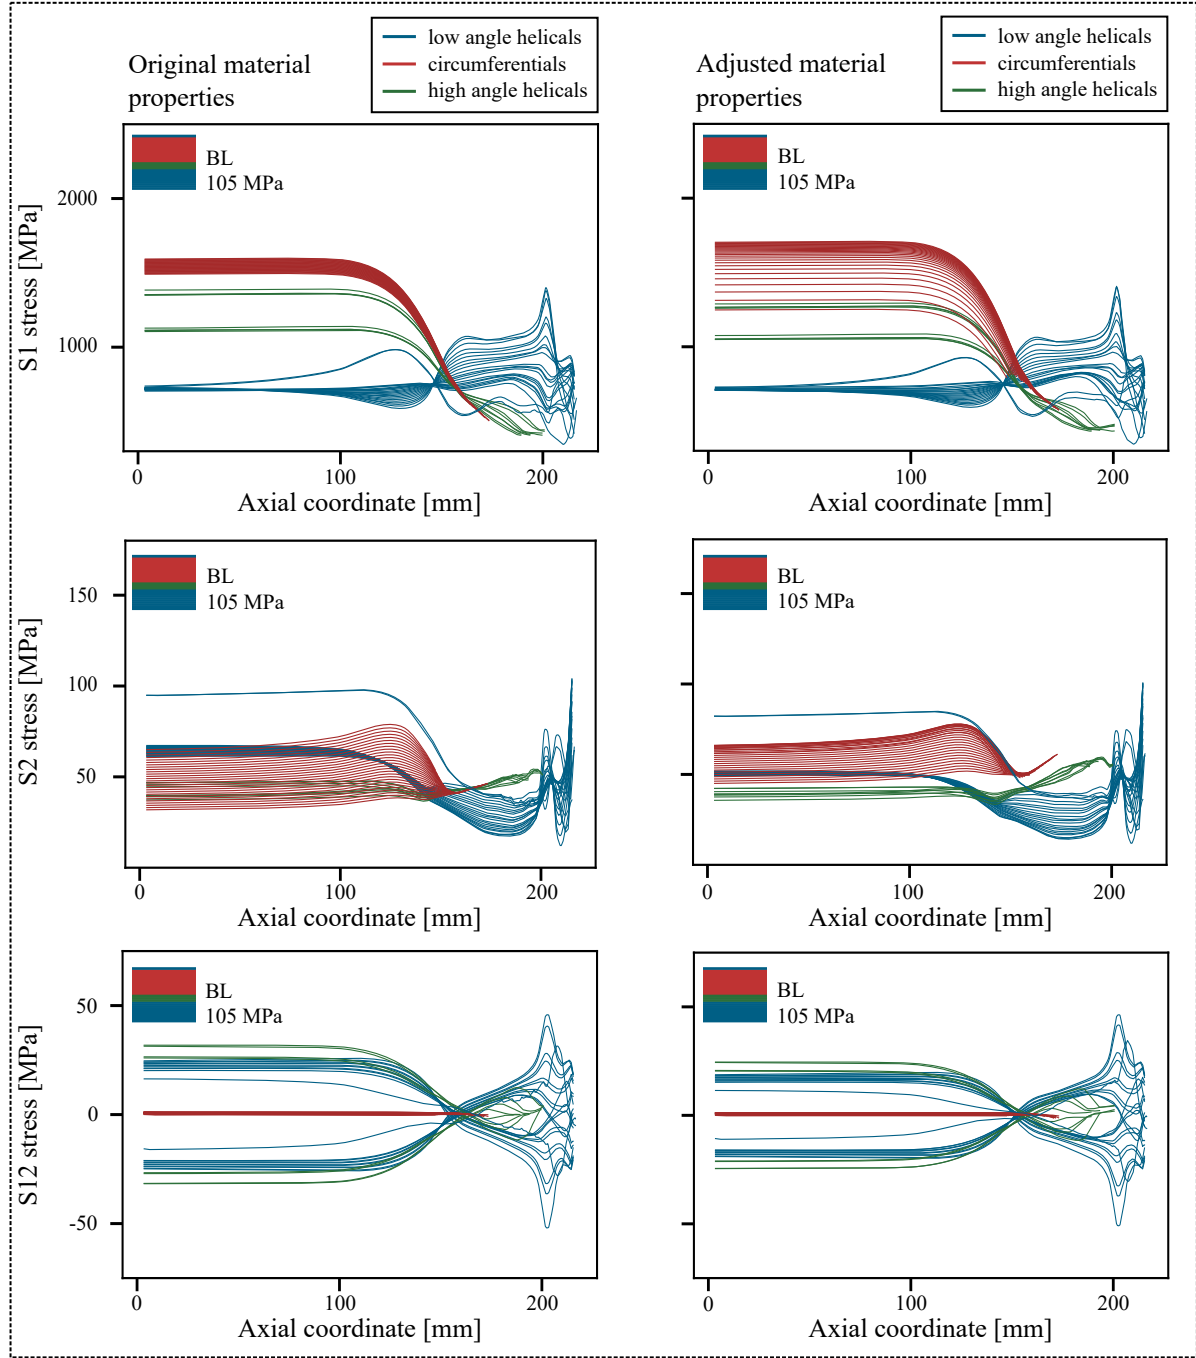 Original material
properties
low angle helicals
circumferentials
high angle helicals
Adjusted material
properties
low angle helicals
circumferentials
high angle helicals
S1 stress [MPa]
2000
1000
BL
105 MPa
0
100
200
Axial coordinate [mm]
BL
105 MPa
0
100
200
Axial coordinate [mm]
S2 stress [MPa]
150
100
50
BL
105 MPa
0
100
200
Axial coordinate [mm]
BL
105 MPa
0
100
200
Axial coordinate [mm]
S12 stress [MPa]
50
0
-50
BL
105 MPa
0
100
200
Axial coordinate [mm]
BL
105 MPa
0
100
200
Axial coordinate [mm]